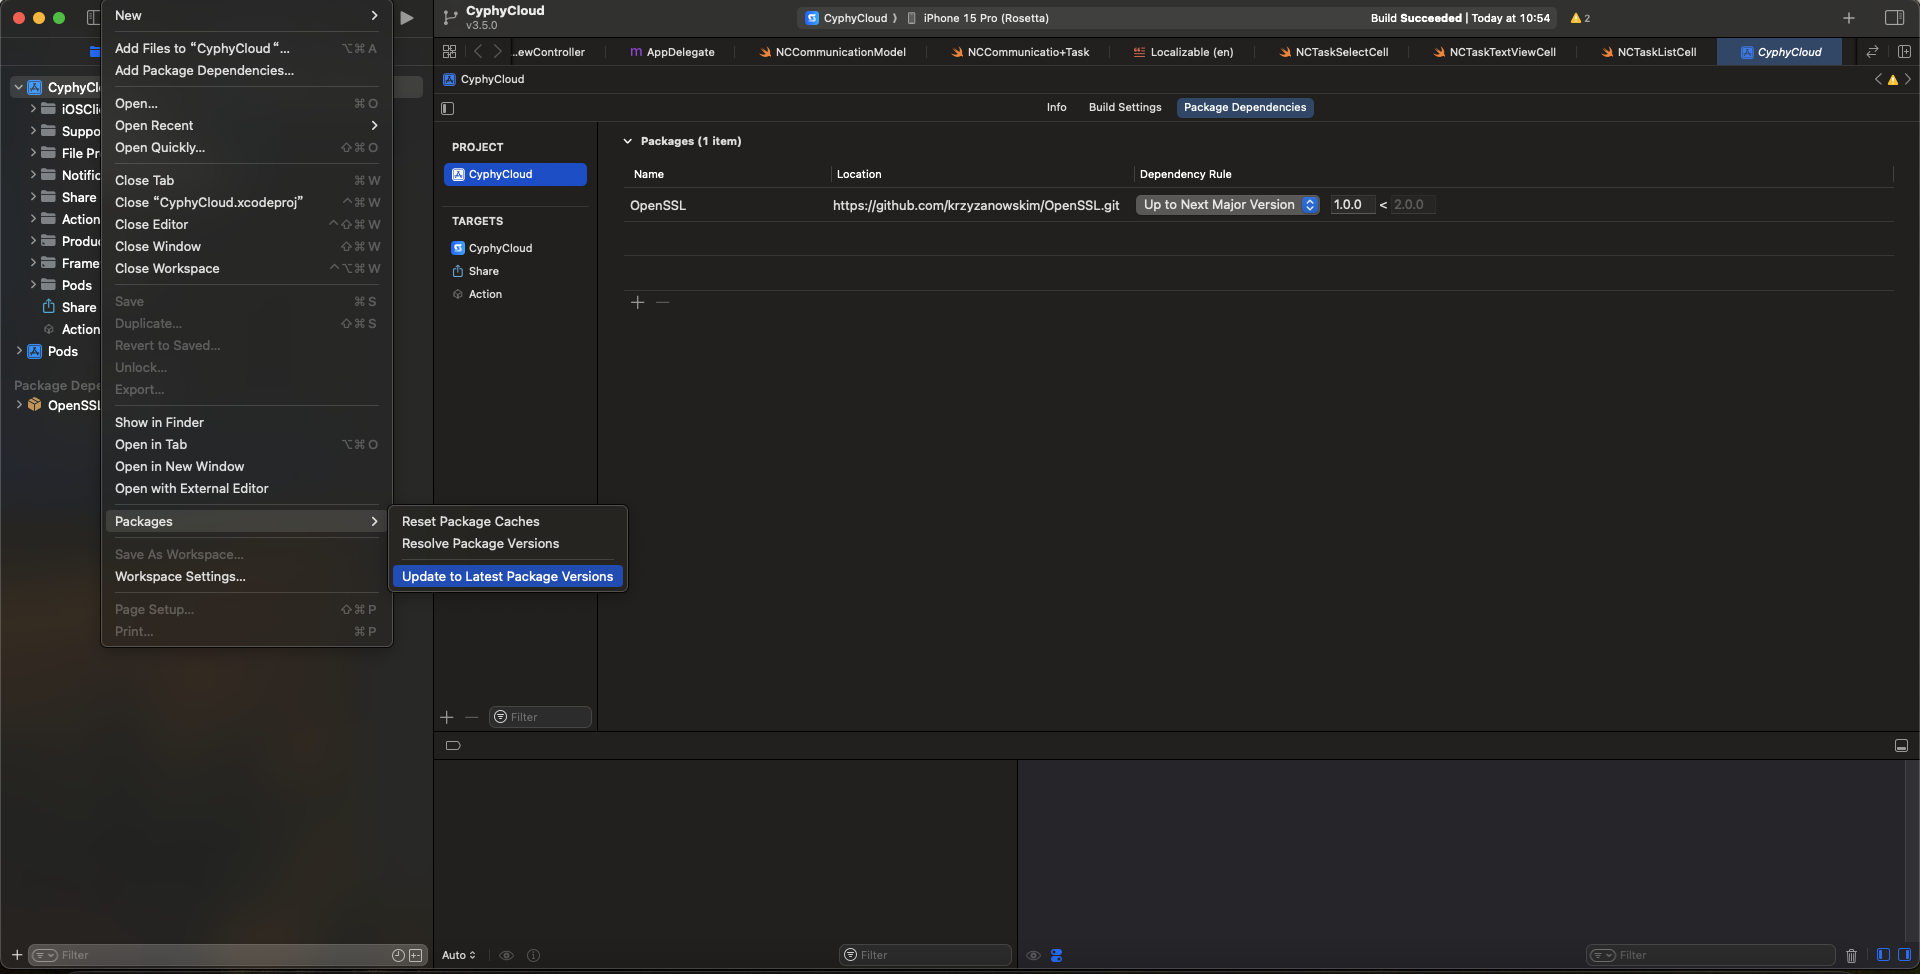 CyphyCloud
v3.5.0
CyphyCloud
iPhone 15 Pro (Rosetta)
Build Succeeded | Today at 10:54
2
...ewController
AppDelegate
NCCommunicationModel
NCCommunicatio+Task
Localizable (en)
NCTaskSelectCell
NCTaskTextViewCell
NCTaskListCell
CyphyCloud
CyphyCloud
Info
Build Settings
Package Dependencies
New
Add Files to “CyphyCloud “… ⌥⌘A
Add Package Dependencies…
Open… ⌘O
Open Recent
Open Quickly… ⇧⌘O
Close Tab ⌘W
Close “CyphyCloud.xcodeproj” ^⌘W
Close Editor ^⇧⌘W
Close Window ⇧⌘W
Close Workspace ^⌥⌘W
Save ⌘S
Duplicate… ⇧⌘S
Revert to Saved…
Unlock…
Export…
Show in Finder
Open in Tab ⌥⌘O
Open in New Window
Open with External Editor
Packages
Save As Workspace…
Workspace Settings…
Page Setup… ⇧⌘P
Print… ⌘P
Reset Package Caches
Resolve Package Versions
Update to Latest Package Versions
CyphyCl
iOSCli
Suppo
File Pr
Notific
Share
Action
Produ
Frame
Pods
Share
Action
Pods
Package Depe
OpenSSL
Filter
PROJECT
CyphyCloud
TARGETS
CyphyCloud
Share
Action
Filter
Packages (1 item)
Name Location Dependency Rule
OpenSSL https://github.com/krzyzanowskim/OpenSSL.git Up to Next Major Version 1.0.0 < 2.0.0
Auto
Filter
Filter